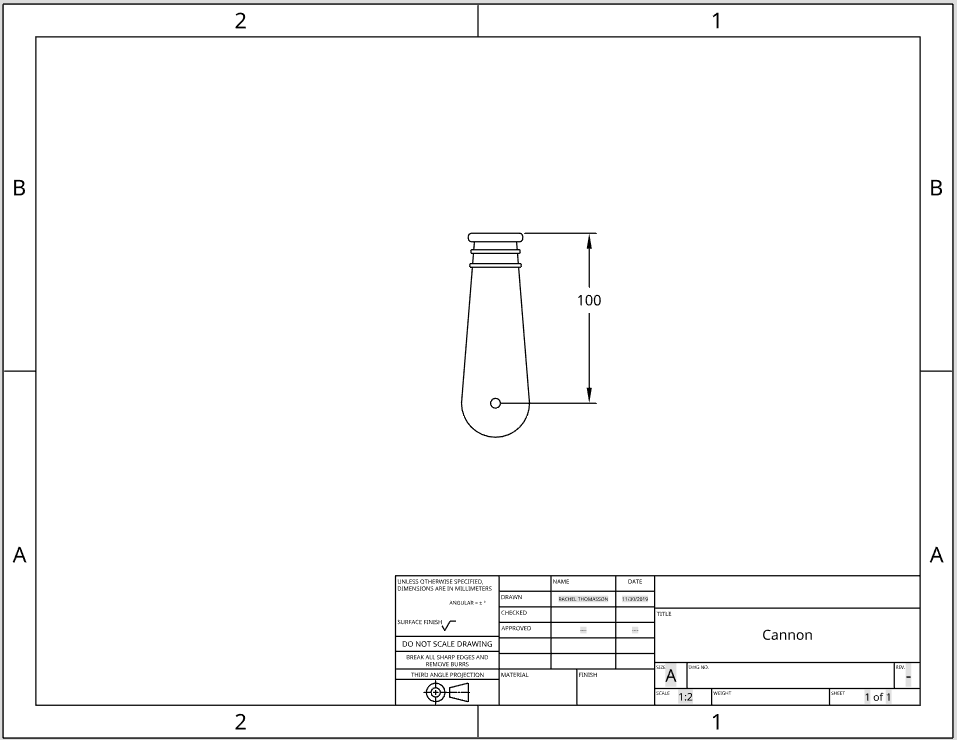 2 1
B B
100
A A
UNLESS OTHERWISE SPECIFIED,
DIMENSIONS ARE IN MILLIMETERS
ANGULAR = ± °
SURFACE FINISH
DO NOT SCALE DRAWING
BREAK ALL SHARP EDGES AND
REMOVE BURRS
THIRD ANGLE PROJECTION
NAME DATE
DRAWN RACHEL THOMASSON 11/30/2019
CHECKED
APPROVED -- --
MATERIAL FINISH
TITLE
Cannon
SIZE A DWG NO. REV. -
SCALE 1:2 WEIGHT SHEET 1 of 1
2 1